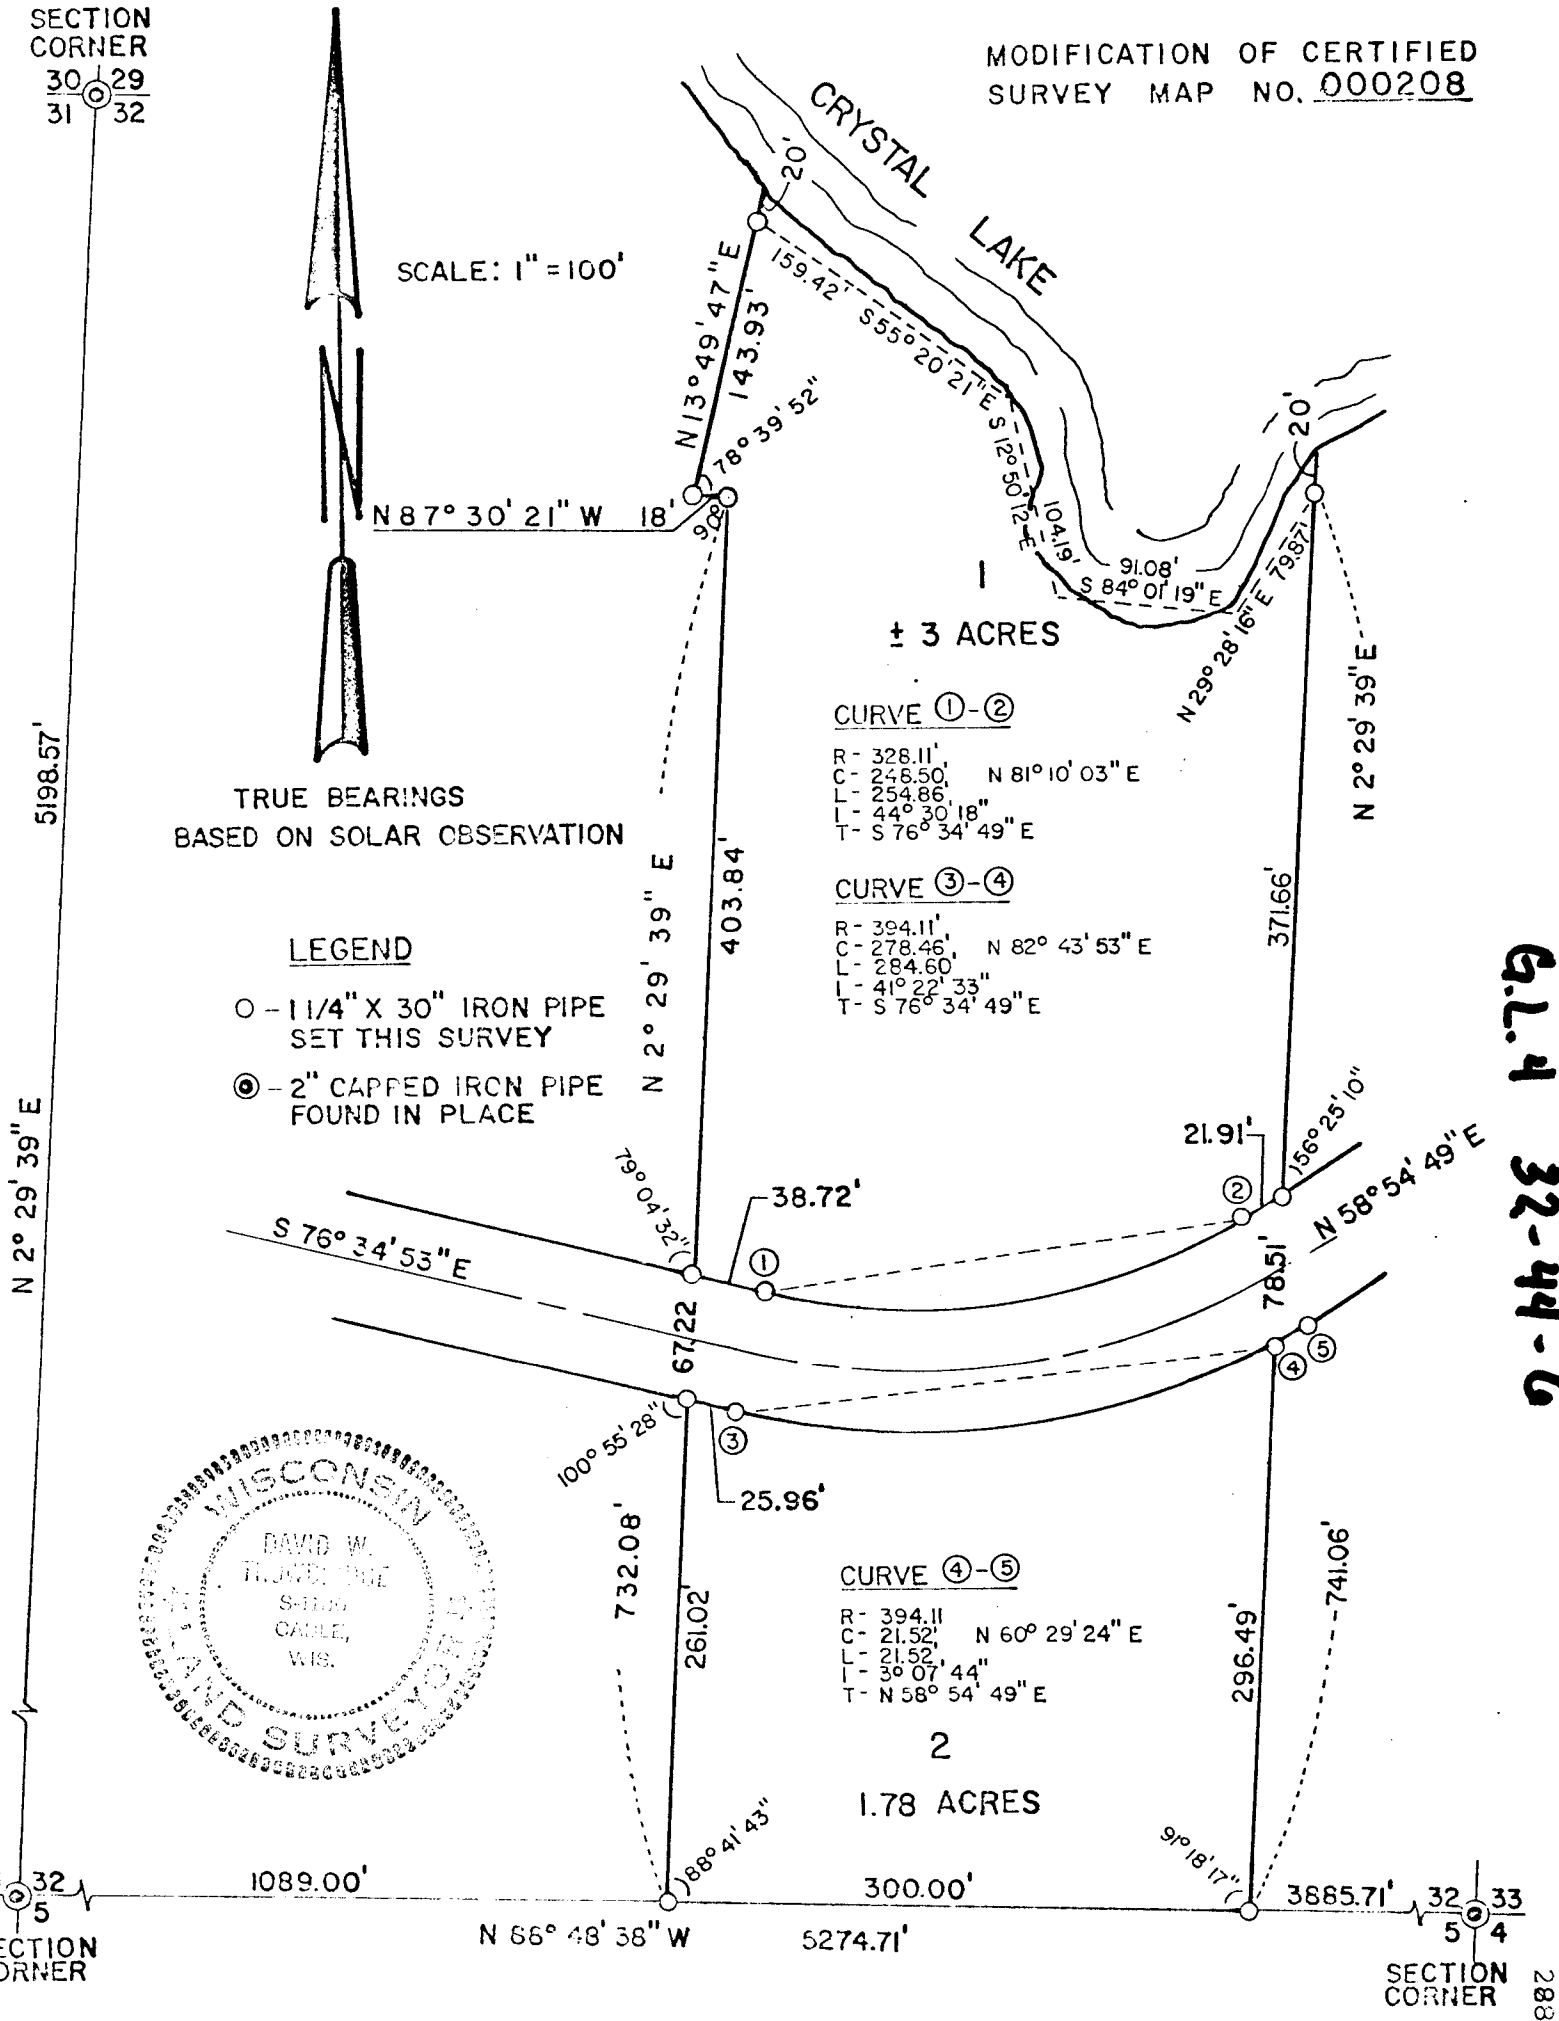 SECTION
CORNER
30 29
31 32
MODIFICATION OF CERTIFIED
SURVEY MAP NO. 000208
CRYSTAL LAKE
20'
SCALE: 1" = 100'
N 13° 49' 47" E
143.93'
159.42' S 55° 20' 21" E
78° 39' 52"
S 12° 50' 12" E
104.19'
20'
N 87° 30' 21" W 18'
90°
91.08'
S 84° 01' 19" E
N 29° 28' 16" E 79.87'
1
± 3 ACRES
N 2° 29' 39" E
CURVE ①-②
R- 328.11'
C- 248.50' N 81° 10' 03" E
L- 254.86'
I- 44° 30' 18"
T- S 76° 34' 49" E
5198.57'
N 2° 29' 39" E
TRUE BEARINGS
BASED ON SOLAR OBSERVATION
N 2° 29' 39" E
403.84'
371.66'
CURVE ③-④
R- 394.11'
C- 278.46' N 82° 43' 53" E
L- 284.60'
I- 41° 22' 33"
T- S 76° 34' 49" E
LEGEND
○ - 1 1/4" X 30" IRON PIPE
SET THIS SURVEY
◎ - 2" CAPPED IRON PIPE
FOUND IN PLACE
G.L. 4 32-44-6
79° 04' 32"
38.72'
21.91'
156° 25' 10"
①
②
S 76° 34' 53" E
N 58° 54' 49" E
67.22
78.51'
③
④
⑤
100° 55' 28"
25.96'
WISCONSIN
DAVID W.
CABLE,
WIS.
LAND SURVEYOR
732.08'
261.02'
CURVE ④-⑤
R- 394.11
C- 21.52' N 60° 29' 24" E
L- 21.52'
I- 3° 07' 44"
T- N 58° 54' 49" E
296.49'
741.06'
2
1.78 ACRES
88° 41' 43"
91° 18' 17"
32
5
1089.00'
300.00'
3885.71'
32 33
5 4
N 88° 48' 38" W 5274.71'
SECTION
CORNER
288